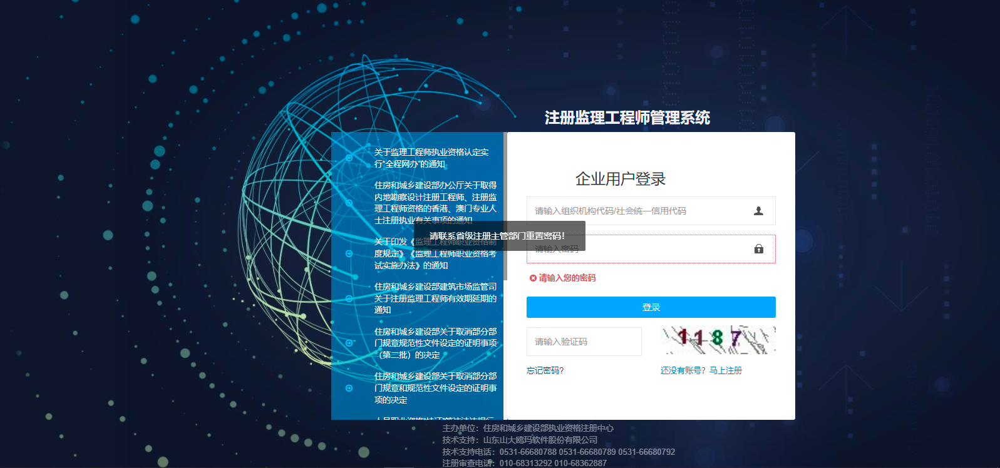 注册监理工程师管理系统
关于监理工程师执业资格认定实
行“全程网办”的通知
住房和城乡建设部办公厅关于取得
内地勘察设计注册工程师、注册监
理工程师资格的香港、澳门专业人
士注册执业有关事项的通知
关于印发《监理工程师职业资格制
度规定》《监理工程师职业资格考
试实施办法》的通知
住房和城乡建设部建筑市场监管司
关于注册监理工程师有效期延期的
通知
住房和城乡建设部关于取消部分部
门规章规范性文件设定的证明事项
（第二批）的决定
住房和城乡建设部关于取消部分部
门规章和规范性文件设定的证明事
项的决定
企业用户登录
请输入组织机构代码/社会统一信用代码
请联系省级注册主管部门重置密码！
请输入密码
请输入您的密码
登录
请输入验证码
1187
忘记密码?
还没有账号？马上注册
主办单位：住房和城乡建设部执业资格注册中心
技术支持：山东山大鸥玛软件股份有限公司
技术支持电话：0531-66680788 0531-66680789 0531-66680792
注册审查电话：010-68313292 010-68362887